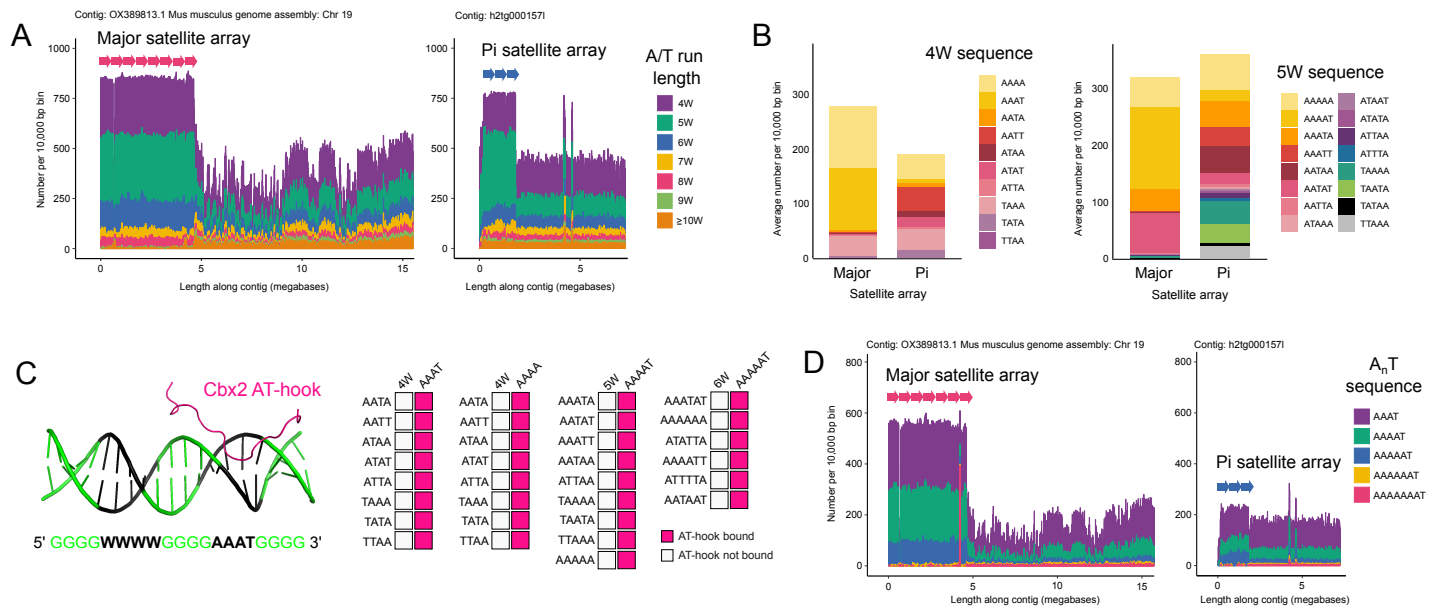 A
Contig: OX389813.1 Mus musculus genome assembly: Chr 19
Contig: h2tg000157l
Major satellite array
Pi satellite array
A/T run
length
4W
5W
6W
7W
8W
9W
≥10W
Number per 10,000 bp bin
1000
750
500
250
0
0
5
10
15
Length along contig (megabases)
1000
750
500
250
0
0
5
Length along contig (megabases)
B
4W sequence
Average number per 10,000 bp bin
300
200
100
0
Major
Pi
Satellite array
AAAA
AAAT
AATA
AATT
ATAA
ATAT
ATTA
TAAA
TATA
TTAA
5W sequence
Average number per 10,000 bp bin
300
200
100
0
Major
Pi
Satellite array
AAAAA
AAAAT
AAATA
AAATT
AATAA
AATAT
AATTA
ATAAA
ATAAT
ATATA
ATTAA
ATTTA
TAAAA
TAATA
TATAA
TTAAA
C
Cbx2 AT-hook
5' GGGGWWWWGGGGAAATGGGG 3'
4W AAAT
AATA
AATT
ATAA
ATAT
ATTA
TAAA
TATA
TTAA
4W AAAA
AATA
AATT
ATAA
ATAT
ATTA
TAAA
TATA
TTAA
5W AAAAT
AAATA
AATAT
AAATT
AATAA
ATTAA
TAAAA
TAATA
TTAAA
AAAAA
6W AAAAAT
AAATAT
AAAAAA
ATATTA
AAAATT
ATTTTA
AATAAT
AT-hook bound
AT-hook not bound
D
Contig: OX389813.1 Mus musculus genome assembly: Chr 19
Contig: h2tg000157l
Major satellite array
Pi satellite array
AnT
sequence
AAAT
AAAAT
AAAAAT
AAAAAAT
AAAAAAAT
Number per 10,000 bp bin
800
600
400
200
0
0
5
10
15
Length along contig (megabases)
800
600
400
200
0
0
5
Length along contig (megabases)